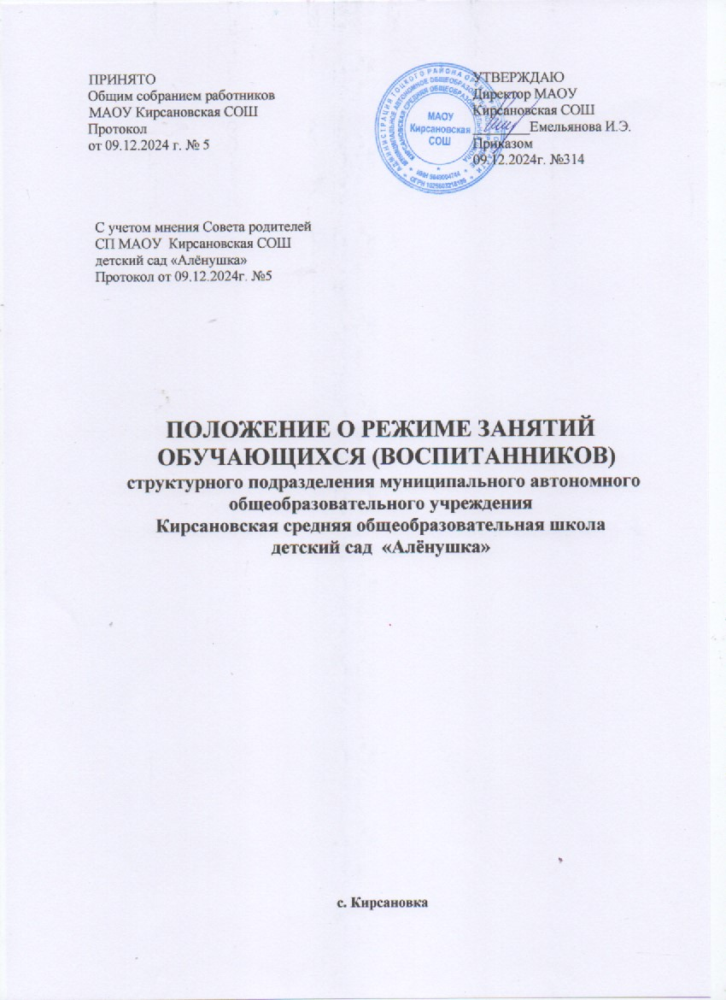 ПРИНЯТО
Общим собранием работников
МАОУ Кирсановская СОШ
Протокол
от 09.12.2024 г. № 5
УТВЕРЖДАЮ
Директор МАОУ
Кирсановская СОШ
Емельянова И.Э.
Приказом
09.12.2024г. №314
МАОУ
Кирсановская
СОШ
С учетом мнения Совета родителей
СП МАОУ Кирсановская СОШ
детский сад «Алёнушка»
Протокол от 09.12.2024г. №5
ПОЛОЖЕНИЕ О РЕЖИМЕ ЗАНЯТИЙ
ОБУЧАЮЩИХСЯ (ВОСПИТАННИКОВ)
структурного подразделения муниципального автономного
общеобразовательного учреждения
Кирсановская средняя общеобразовательная школа
детский сад «Алёнушка»
с. Кирсановка